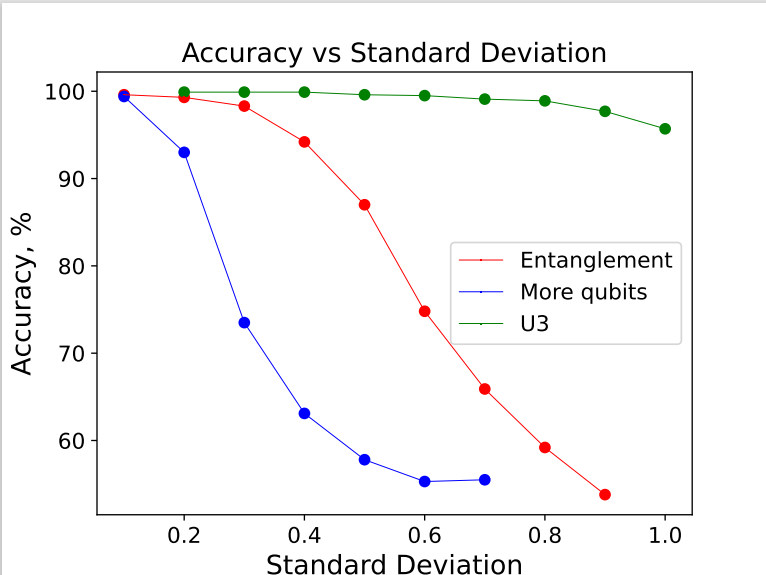 Accuracy vs Standard Deviation
100
90
80
70
60
Accuracy, %
Entanglement
More qubits
U3
0.2 0.4 0.6 0.8 1.0
Standard Deviation